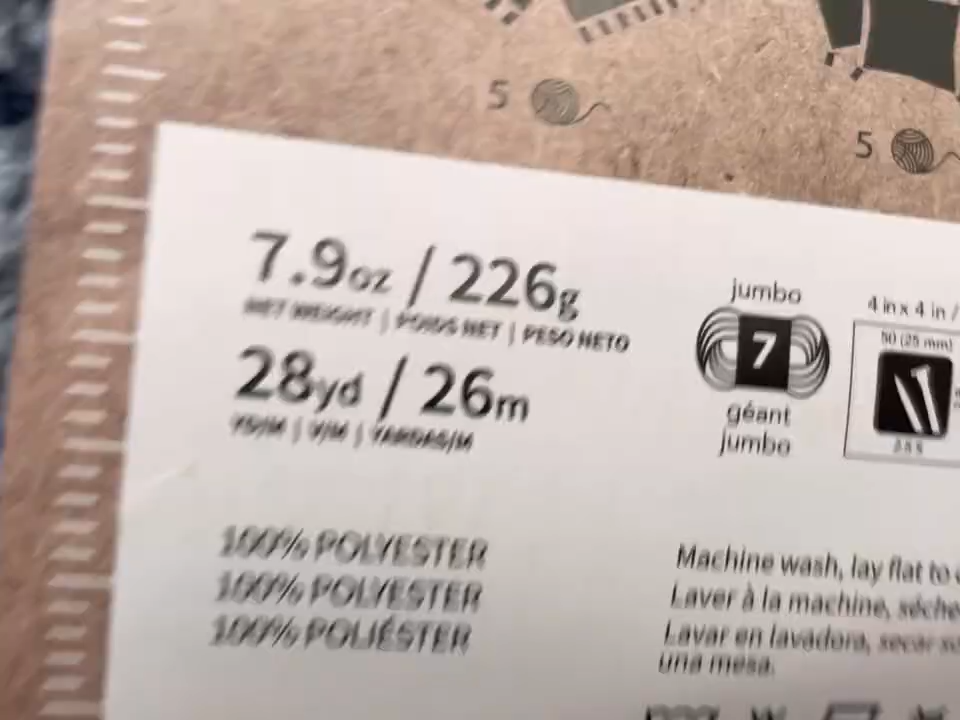 5
5
7.9oz / 226g
NET WEIGHT | POIDS NET | PESO NETO
28yd / 26m
YD/M | V/M | YARDAS/M
100% POLYESTER
100% POLYESTER
100% POLIÉSTER
jumbo
7
géant
jumbo
4 in x 4 in /
50 (25 mm)
Machine wash, lay flat to
Laver à la machine, séche
Lavar en lavadora, secar
una mesa.